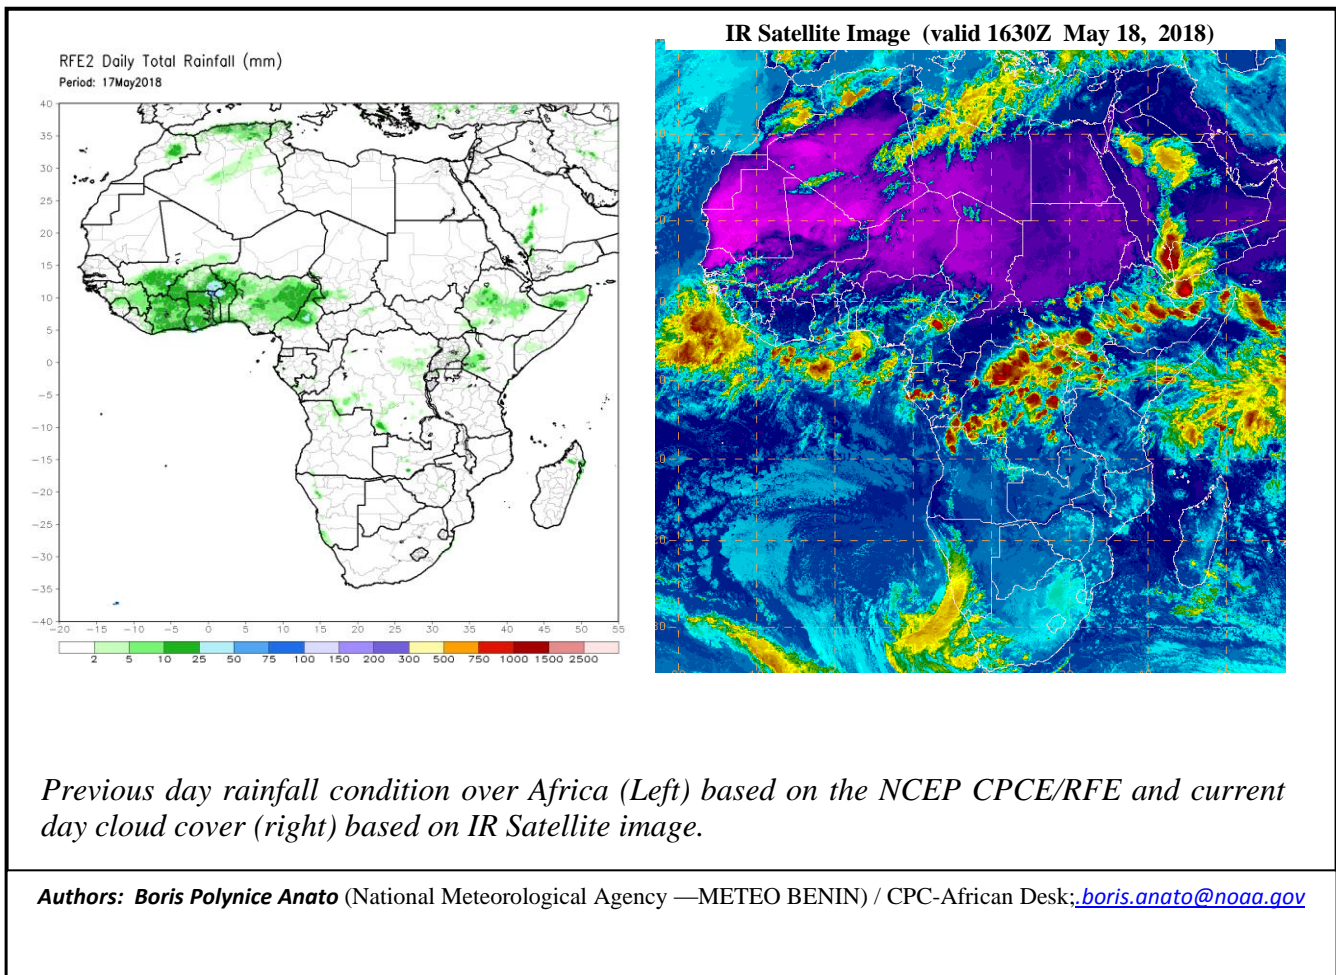 IR Satellite Image (valid 1630Z May 18, 2018)
RFE2 Daily Total Rainfall (mm)
Period: 17May2018
40
35
30
25
20
15
10
5
0
−5
−10
−15
−20
−25
−30
−35
−40
−20 −15 −10 −5 0 5 10 15 20 25 30 35 40 45 50 55
2 5 10 25 50 75 100 150 200 300 500 750 1000 1500 2500
Previous day rainfall condition over Africa (Left) based on the NCEP CPCE/RFE and current
day cloud cover (right) based on IR Satellite image.
Authors: Boris Polynice Anato (National Meteorological Agency —METEO BENIN) / CPC-African Desk;.boris.anato@noaa.gov